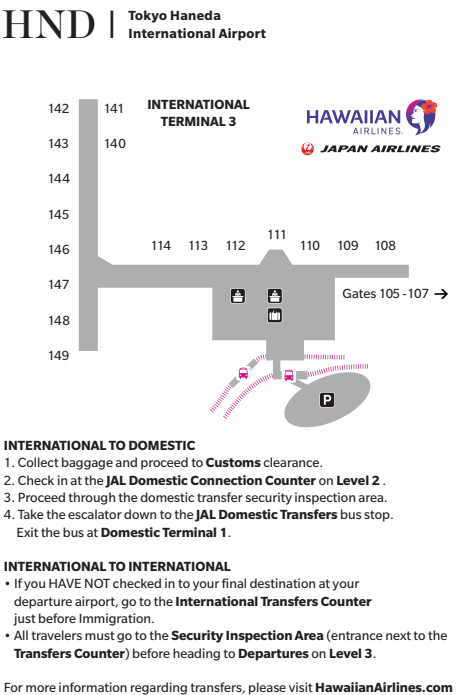 HND | Tokyo Haneda
International Airport
INTERNATIONAL
TERMINAL 3
HAWAIIAN
AIRLINES.
JAPAN AIRLINES
142 141
143 140
144
145
146
147
148
149
114 113 112 111 110 109 108
Gates 105-107 →
P
INTERNATIONAL TO DOMESTIC
1. Collect baggage and proceed to Customs clearance.
2. Check in at the JAL Domestic Connection Counter on Level 2 .
3. Proceed through the domestic transfer security inspection area.
4. Take the escalator down to the JAL Domestic Transfers bus stop.
Exit the bus at Domestic Terminal 1.
INTERNATIONAL TO INTERNATIONAL
• If you HAVE NOT checked in to your final destination at your
departure airport, go to the International Transfers Counter
just before Immigration.
• All travelers must go to the Security Inspection Area (entrance next to the
Transfers Counter) before heading to Departures on Level 3.
For more information regarding transfers, please visit HawaiianAirlines.com